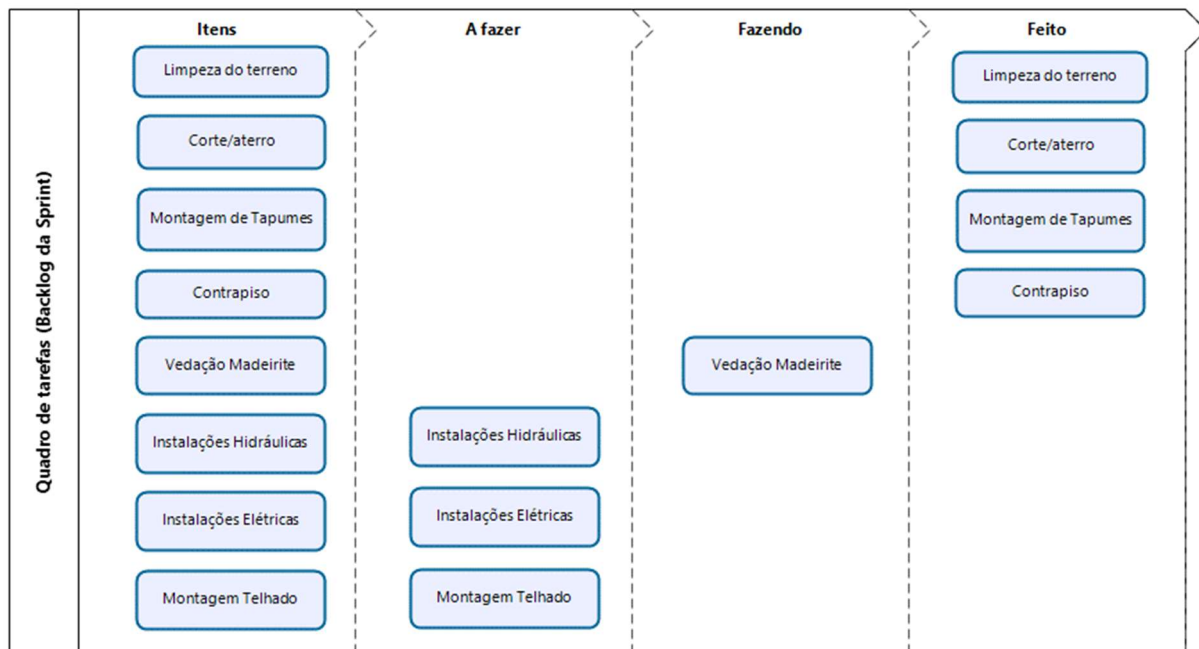 Quadro de tarefas (Backlog da Sprint)
Itens
A fazer
Fazendo
Feito
Limpeza do terreno
Limpeza do terreno
Corte/aterro
Corte/aterro
Montagem de Tapumes
Montagem de Tapumes
Contrapiso
Contrapiso
Vedação Madeirite
Vedação Madeirite
Instalações Hidráulicas
Instalações Hidráulicas
Instalações Elétricas
Instalações Elétricas
Montagem Telhado
Montagem Telhado